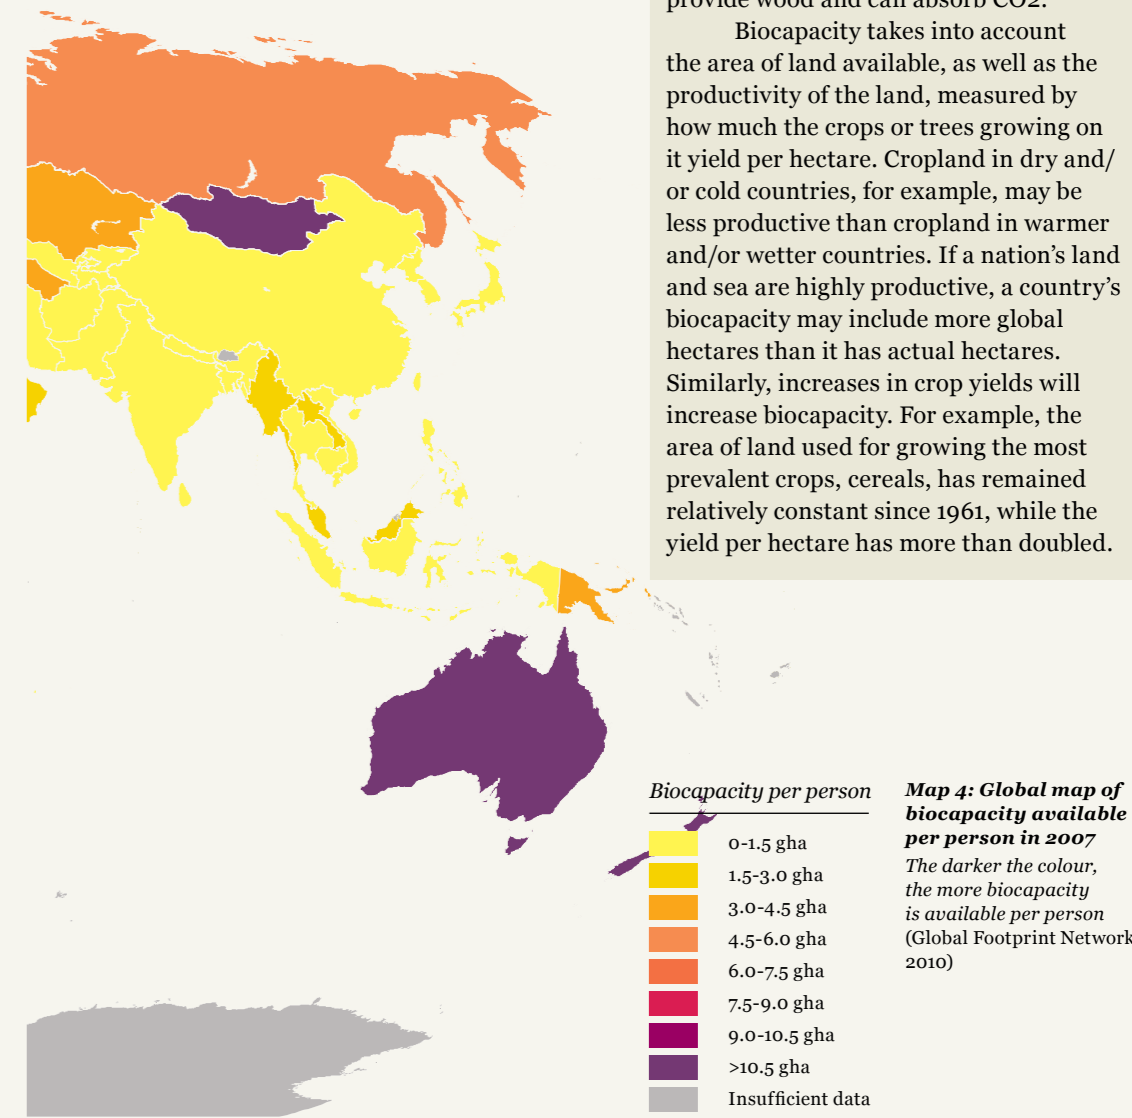 provide wood and can absorb CO2.
Biocapacity takes into account
the area of land available, as well as the
productivity of the land, measured by
how much the crops or trees growing on
it yield per hectare. Cropland in dry and/
or cold countries, for example, may be
less productive than cropland in warmer
and/or wetter countries. If a nation’s land
and sea are highly productive, a country’s
biocapacity may include more global
hectares than it has actual hectares.
Similarly, increases in crop yields will
increase biocapacity. For example, the
area of land used for growing the most
prevalent crops, cereals, has remained
relatively constant since 1961, while the
yield per hectare has more than doubled.
Biocapacity per person
0-1.5 gha
1.5-3.0 gha
3.0-4.5 gha
4.5-6.0 gha
6.0-7.5 gha
7.5-9.0 gha
9.0-10.5 gha
>10.5 gha
Insufficient data
Map 4: Global map of
biocapacity available
per person in 2007
The darker the colour,
the more biocapacity
is available per person
(Global Footprint Network
2010)